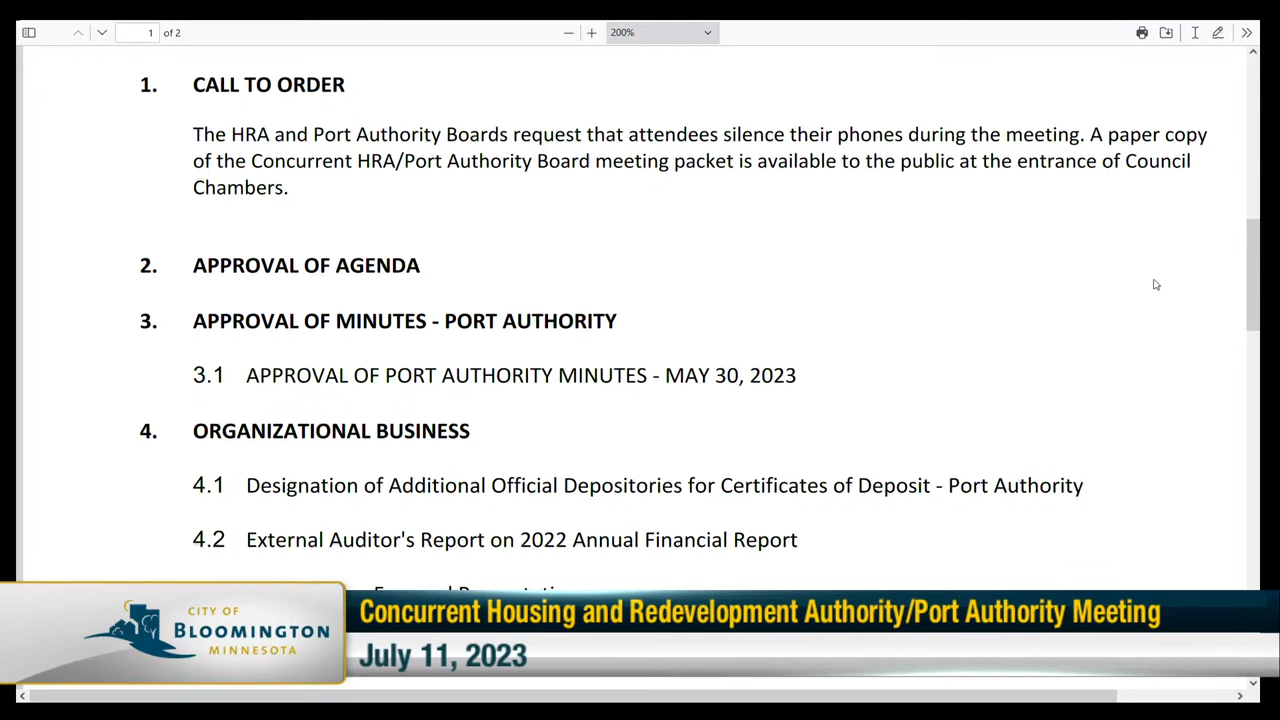 1 of 2
200%
1. CALL TO ORDER
The HRA and Port Authority Boards request that attendees silence their phones during the meeting. A paper copy
of the Concurrent HRA/Port Authority Board meeting packet is available to the public at the entrance of Council
Chambers.
2. APPROVAL OF AGENDA
3. APPROVAL OF MINUTES - PORT AUTHORITY
3.1 APPROVAL OF PORT AUTHORITY MINUTES - MAY 30, 2023
4. ORGANIZATIONAL BUSINESS
4.1 Designation of Additional Official Depositories for Certificates of Deposit - Port Authority
4.2 External Auditor's Report on 2022 Annual Financial Report
CITY OF
BLOOMINGTON
MINNESOTA
Concurrent Housing and Redevelopment Authority/Port Authority Meeting
July 11, 2023